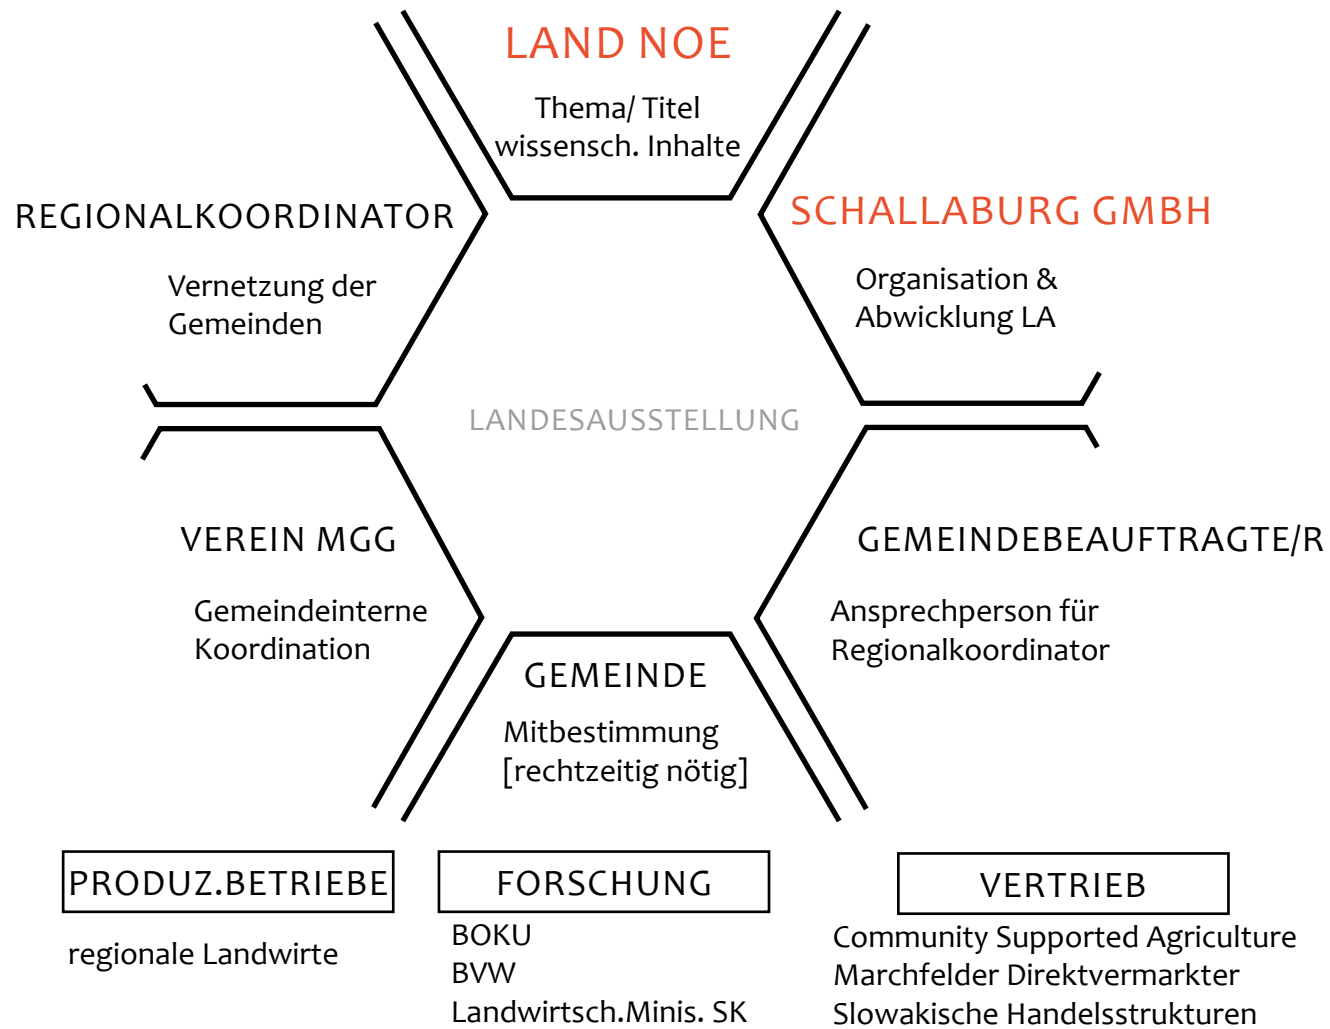 LAND NOE
Thema/ Titel
wissensch. Inhalte
REGIONALKOORDINATOR
Vernetzung der
Gemeinden
SCHALLABURG GMBH
Organisation &
Abwicklung LA
LANDESAUSSTELLUNG
VEREIN MGG
Gemeindeinterne
Koordination
GEMEINDEBEAUFTRAGTE/R
Ansprechperson für
Regionalkoordinator
GEMEINDE
Mitbestimmung
[rechtzeitig nötig]
PRODUZ.BETRIEBE
regionale Landwirte
FORSCHUNG
BOKU
BVW
Landwirtsch.Minis. SK
VERTRIEB
Community Supported Agriculture
Marchfelder Direktvermarkter
Slowakische Handelsstrukturen